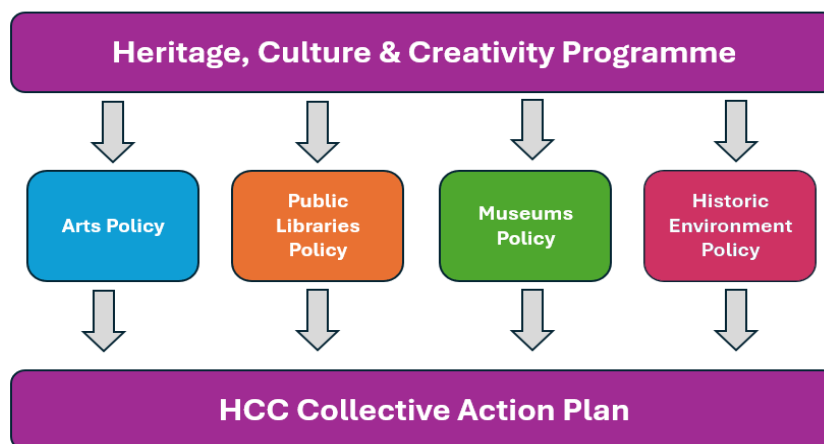 Heritage, Culture & Creativity Programme
Arts Policy
Public
Libraries
Policy
Museums
Policy
Historic
Environment
Policy
HCC Collective Action Plan